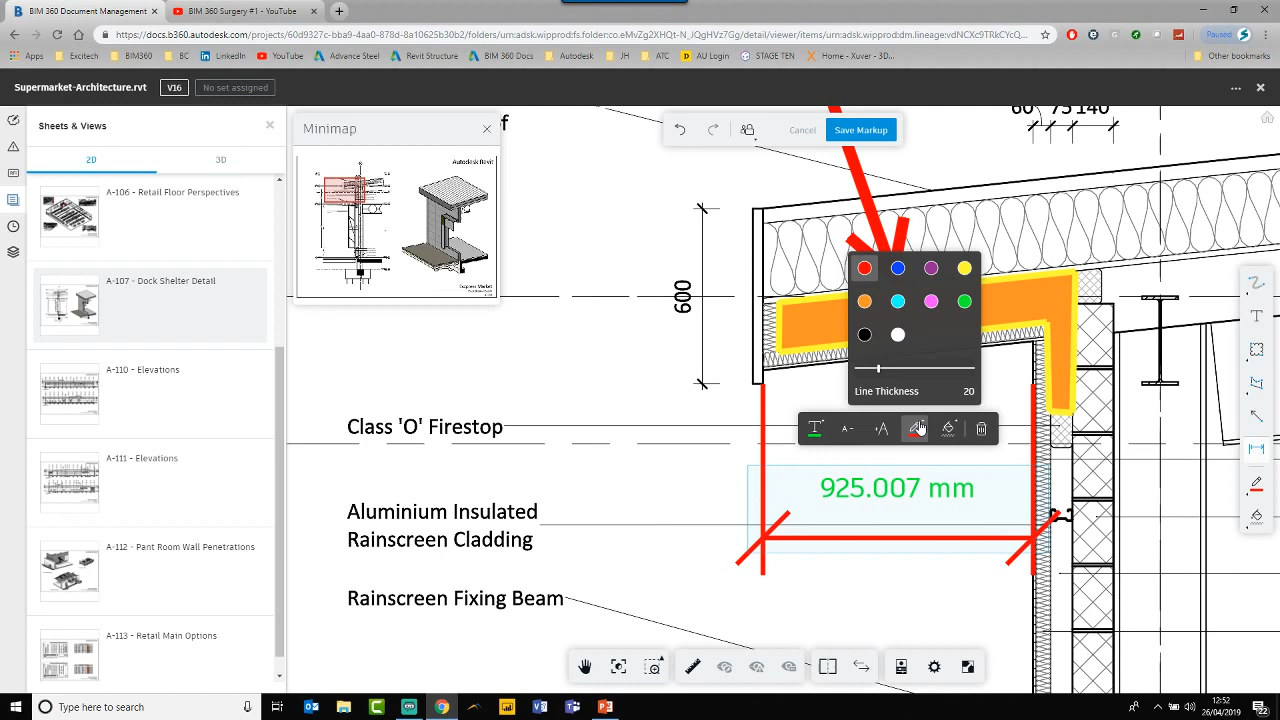 BIM 360 Document Management
BIM 360 Surgery #1 - YouTube
https://docs.b360.autodesk.com/projects/60d9327c-bba9-4aa0-878d-8a10625b30b2/folders/urn:adsk.wipprod:fs.folder:co.eMvZg2XHQt-N_JQgHVz7Gg/detail/viewer/items/urn:adsk.wipprod:dm.lineage:vdNCXc9TRkCYcQ...
Paused
Apps
Excitech
BIM360
BC
LinkedIn
YouTube
Advance Steel
Revit Structure
BIM 360 Docs
Autodesk
JH
ATC
AU Login
STAGE TEN
Home - Xuver - 3D...
Other bookmarks
Supermarket-Architecture.rvt
V16
No set assigned
Sheets & Views
2D
3D
A-106 - Retail Floor Perspectives
A-107 - Dock Shelter Detail
A-110 - Elevations
A-111 - Elevations
A-112 - Pant Room Wall Penetrations
A-113 - Retail Main Options
Minimap
Autodesk Revit
Express Market
Cancel
Save Markup
60
75
140
600
Line Thickness
20
925.007 mm
Class 'O' Firestop
Aluminium Insulated
Rainscreen Cladding
Rainscreen Fixing Beam
Type here to search
12:52
26/04/2019